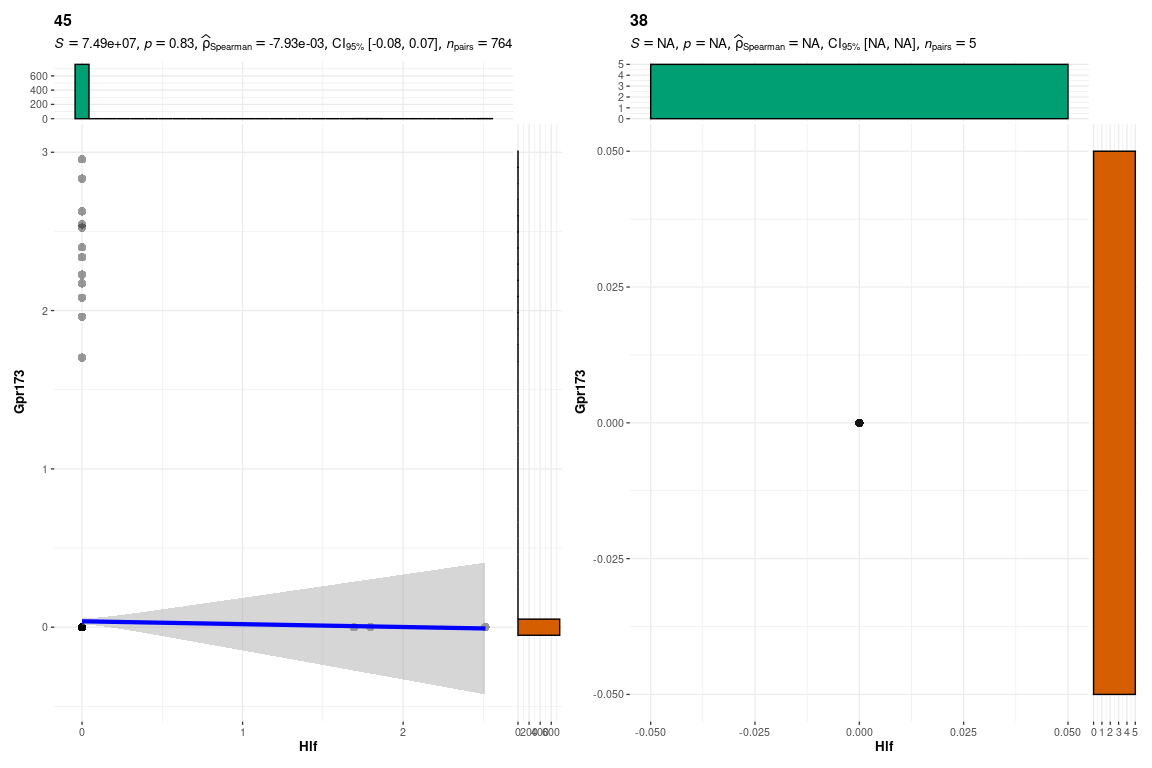 45
S = 7.49e+07, p = 0.83, ρ̂Spearman = -7.93e-03, CI95% [-0.08, 0.07], npairs = 764
600
400
200
0
3
2
1
0
Gpr173
0 1 2
Hlf
38
S = NA, p = NA, ρ̂Spearman = NA, CI95% [NA, NA], npairs = 5
5
4
3
2
1
0
0.050
0.025
0.000
-0.025
-0.050
Gpr173
-0.050 -0.025 0.000 0.025 0.050 0 1 2 3 4 5
Hlf